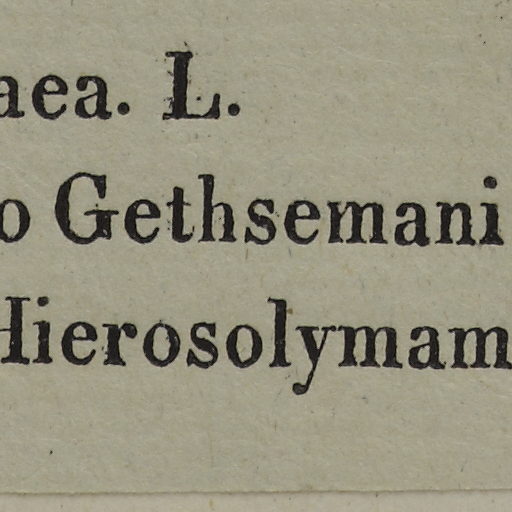 aea. L.
o Gethsemani
Hierosolymam